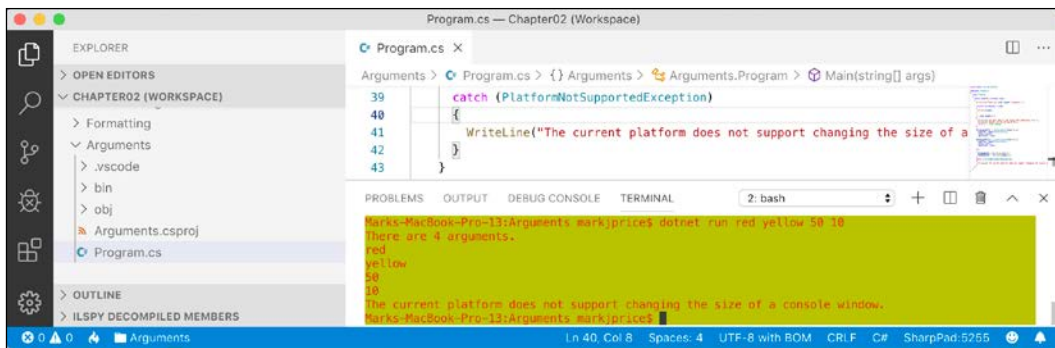 Program.cs — Chapter02 (Workspace)
EXPLORER
OPEN EDITORS
CHAPTER02 (WORKSPACE)
Formatting
Arguments
.vscode
bin
obj
Arguments.csproj
Program.cs
OUTLINE
ILSPY DECOMPILED MEMBERS
Program.cs
Arguments > Program.cs > {} Arguments > Arguments.Program > Main(string[] args)
39 catch (PlatformNotSupportedException)
40 {
41 WriteLine("The current platform does not support changing the size of a
42 }
43 }
PROBLEMS OUTPUT DEBUG CONSOLE TERMINAL 2: bash
Marks-MacBook-Pro-13:Arguments markjprice$ dotnet run red yellow 50 10
There are 4 arguments.
red
yellow
50
10
The current platform does not support changing the size of a console window.
Marks-MacBook-Pro-13:Arguments markjprice$
0 0 Arguments Ln 40, Col 8 Spaces: 4 UTF-8 with BOM CRLF C# SharpPad:5255